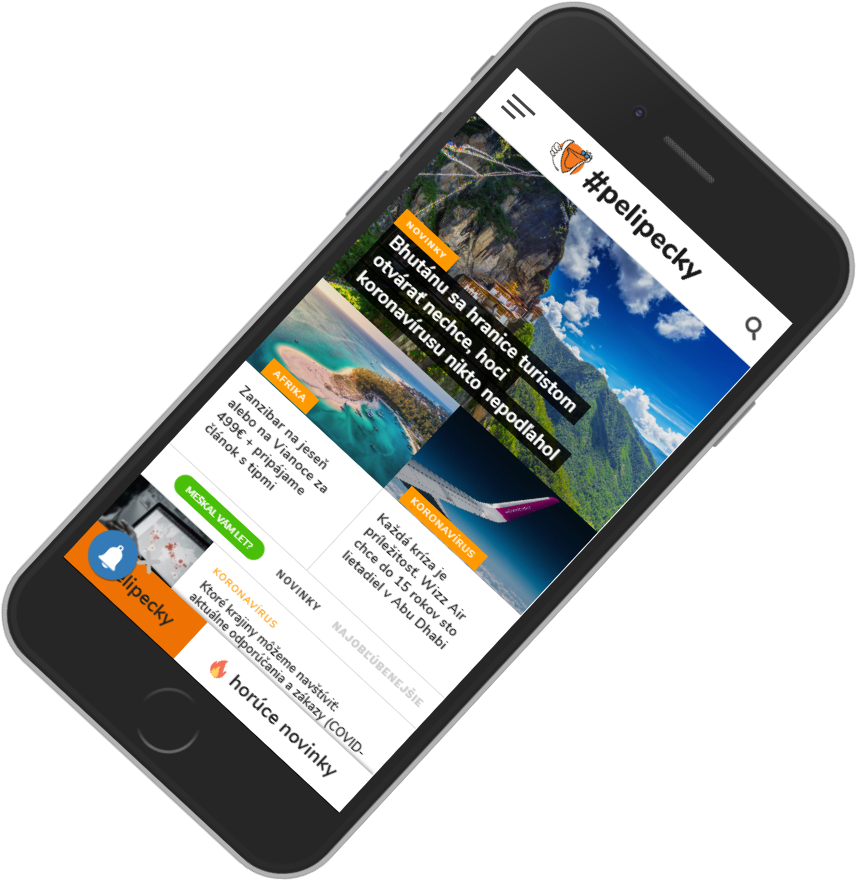 #pelipecky
NOVINKY
Bhutánu sa hranice turistom
otvárať nechce, hoci
koronavírusu nikto nepodľahol
AFRIKA
Zanzibar na jeseň
alebo na Vianoce za
499€ + pripájame
článok s tipmi
KORONAVÍRUS
Každá kríza je
príležitosť. Wizz Air
chce do 15 rokov sto
lietadiel v Abu Dhabi
MEŠKAL VÁM LET?
NOVINKY
NAJOBĽÚBENEJŠIE
KORONAVÍRUS
Ktoré krajiny môžeme navštíviť:
aktuálne odporúčania a zákazy (COVID-
elipecky
horúce novinky